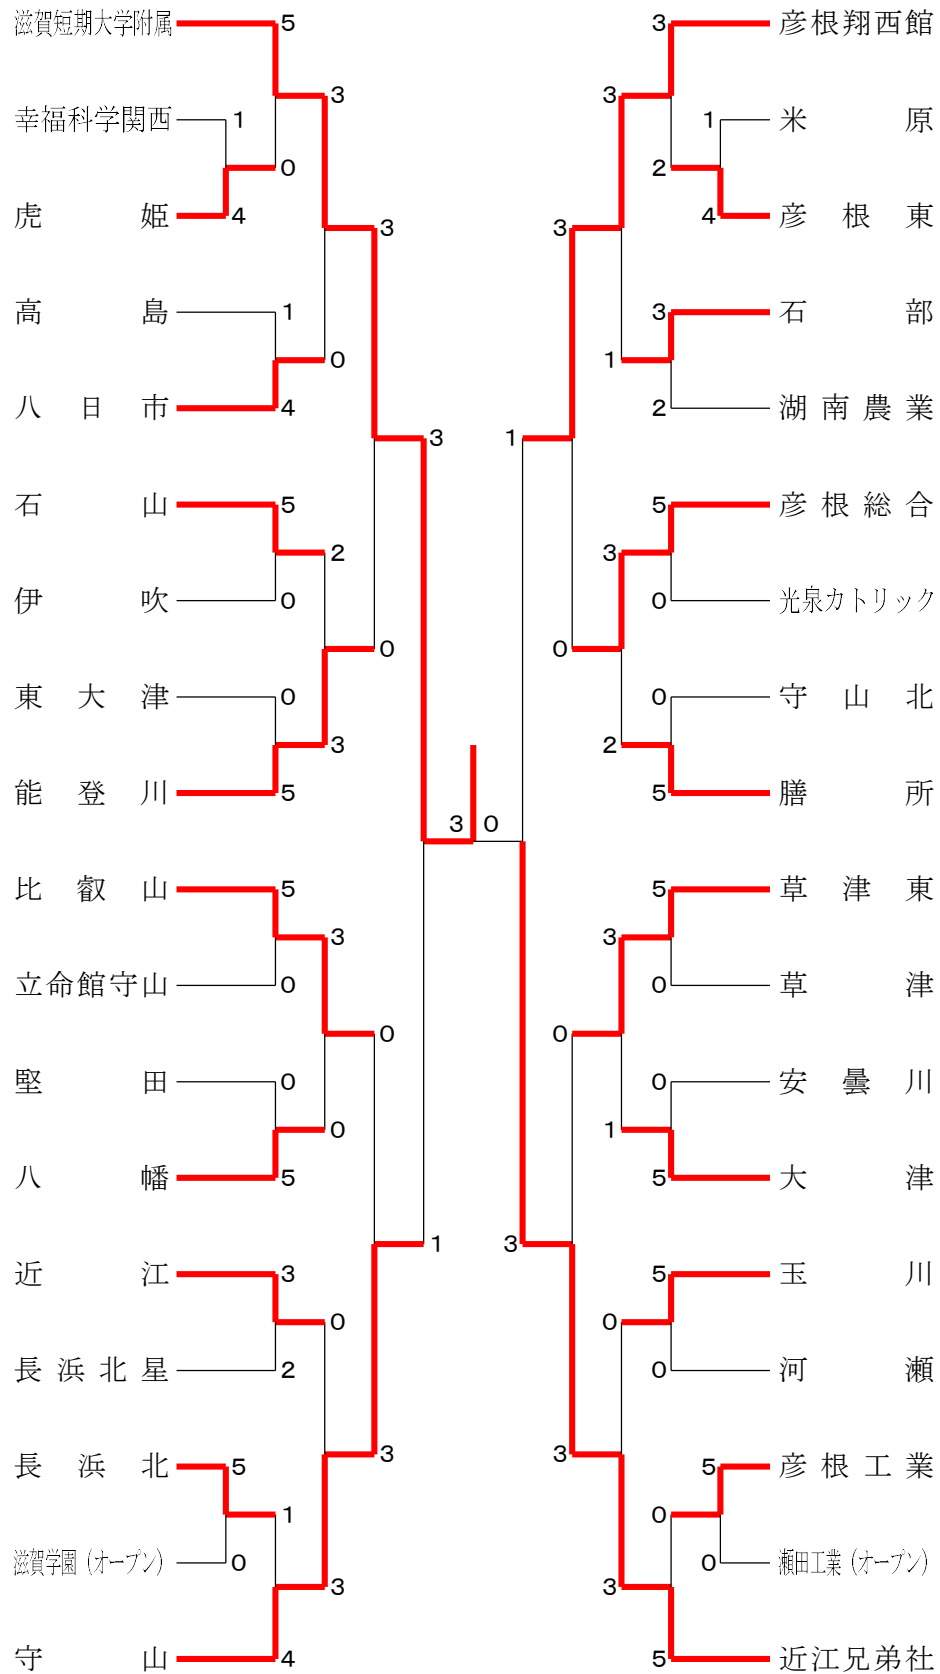 滋賀短期大学附属 5 3 彦根翔西館
3 3
幸福科学関西 1 1 米原
0 2
虎姫 4 4 彦根東
3 3
高島 1 3 石部
0 1
八日市 4 2 湖南農業
3 1
石山 5 5 彦根総合
2 3
伊吹 0 0 光泉カトリック
0 0
東大津 0 0 守山北
3 2
能登川 5 5 膳所
3 0
比叡山 5 5 草津東
3 3
立命館守山 0 0 草津
0 0
堅田 0 0 安曇川
0 1
八幡 5 5 大津
1 3
近江 3 5 玉川
0 0
長浜北星 2 0 河瀬
3 3
長浜北 5 5 彦根工業
1 0
滋賀学園(オープン) 0 0 瀬田工業(オープン)
3 3
守山 4 5 近江兄弟社